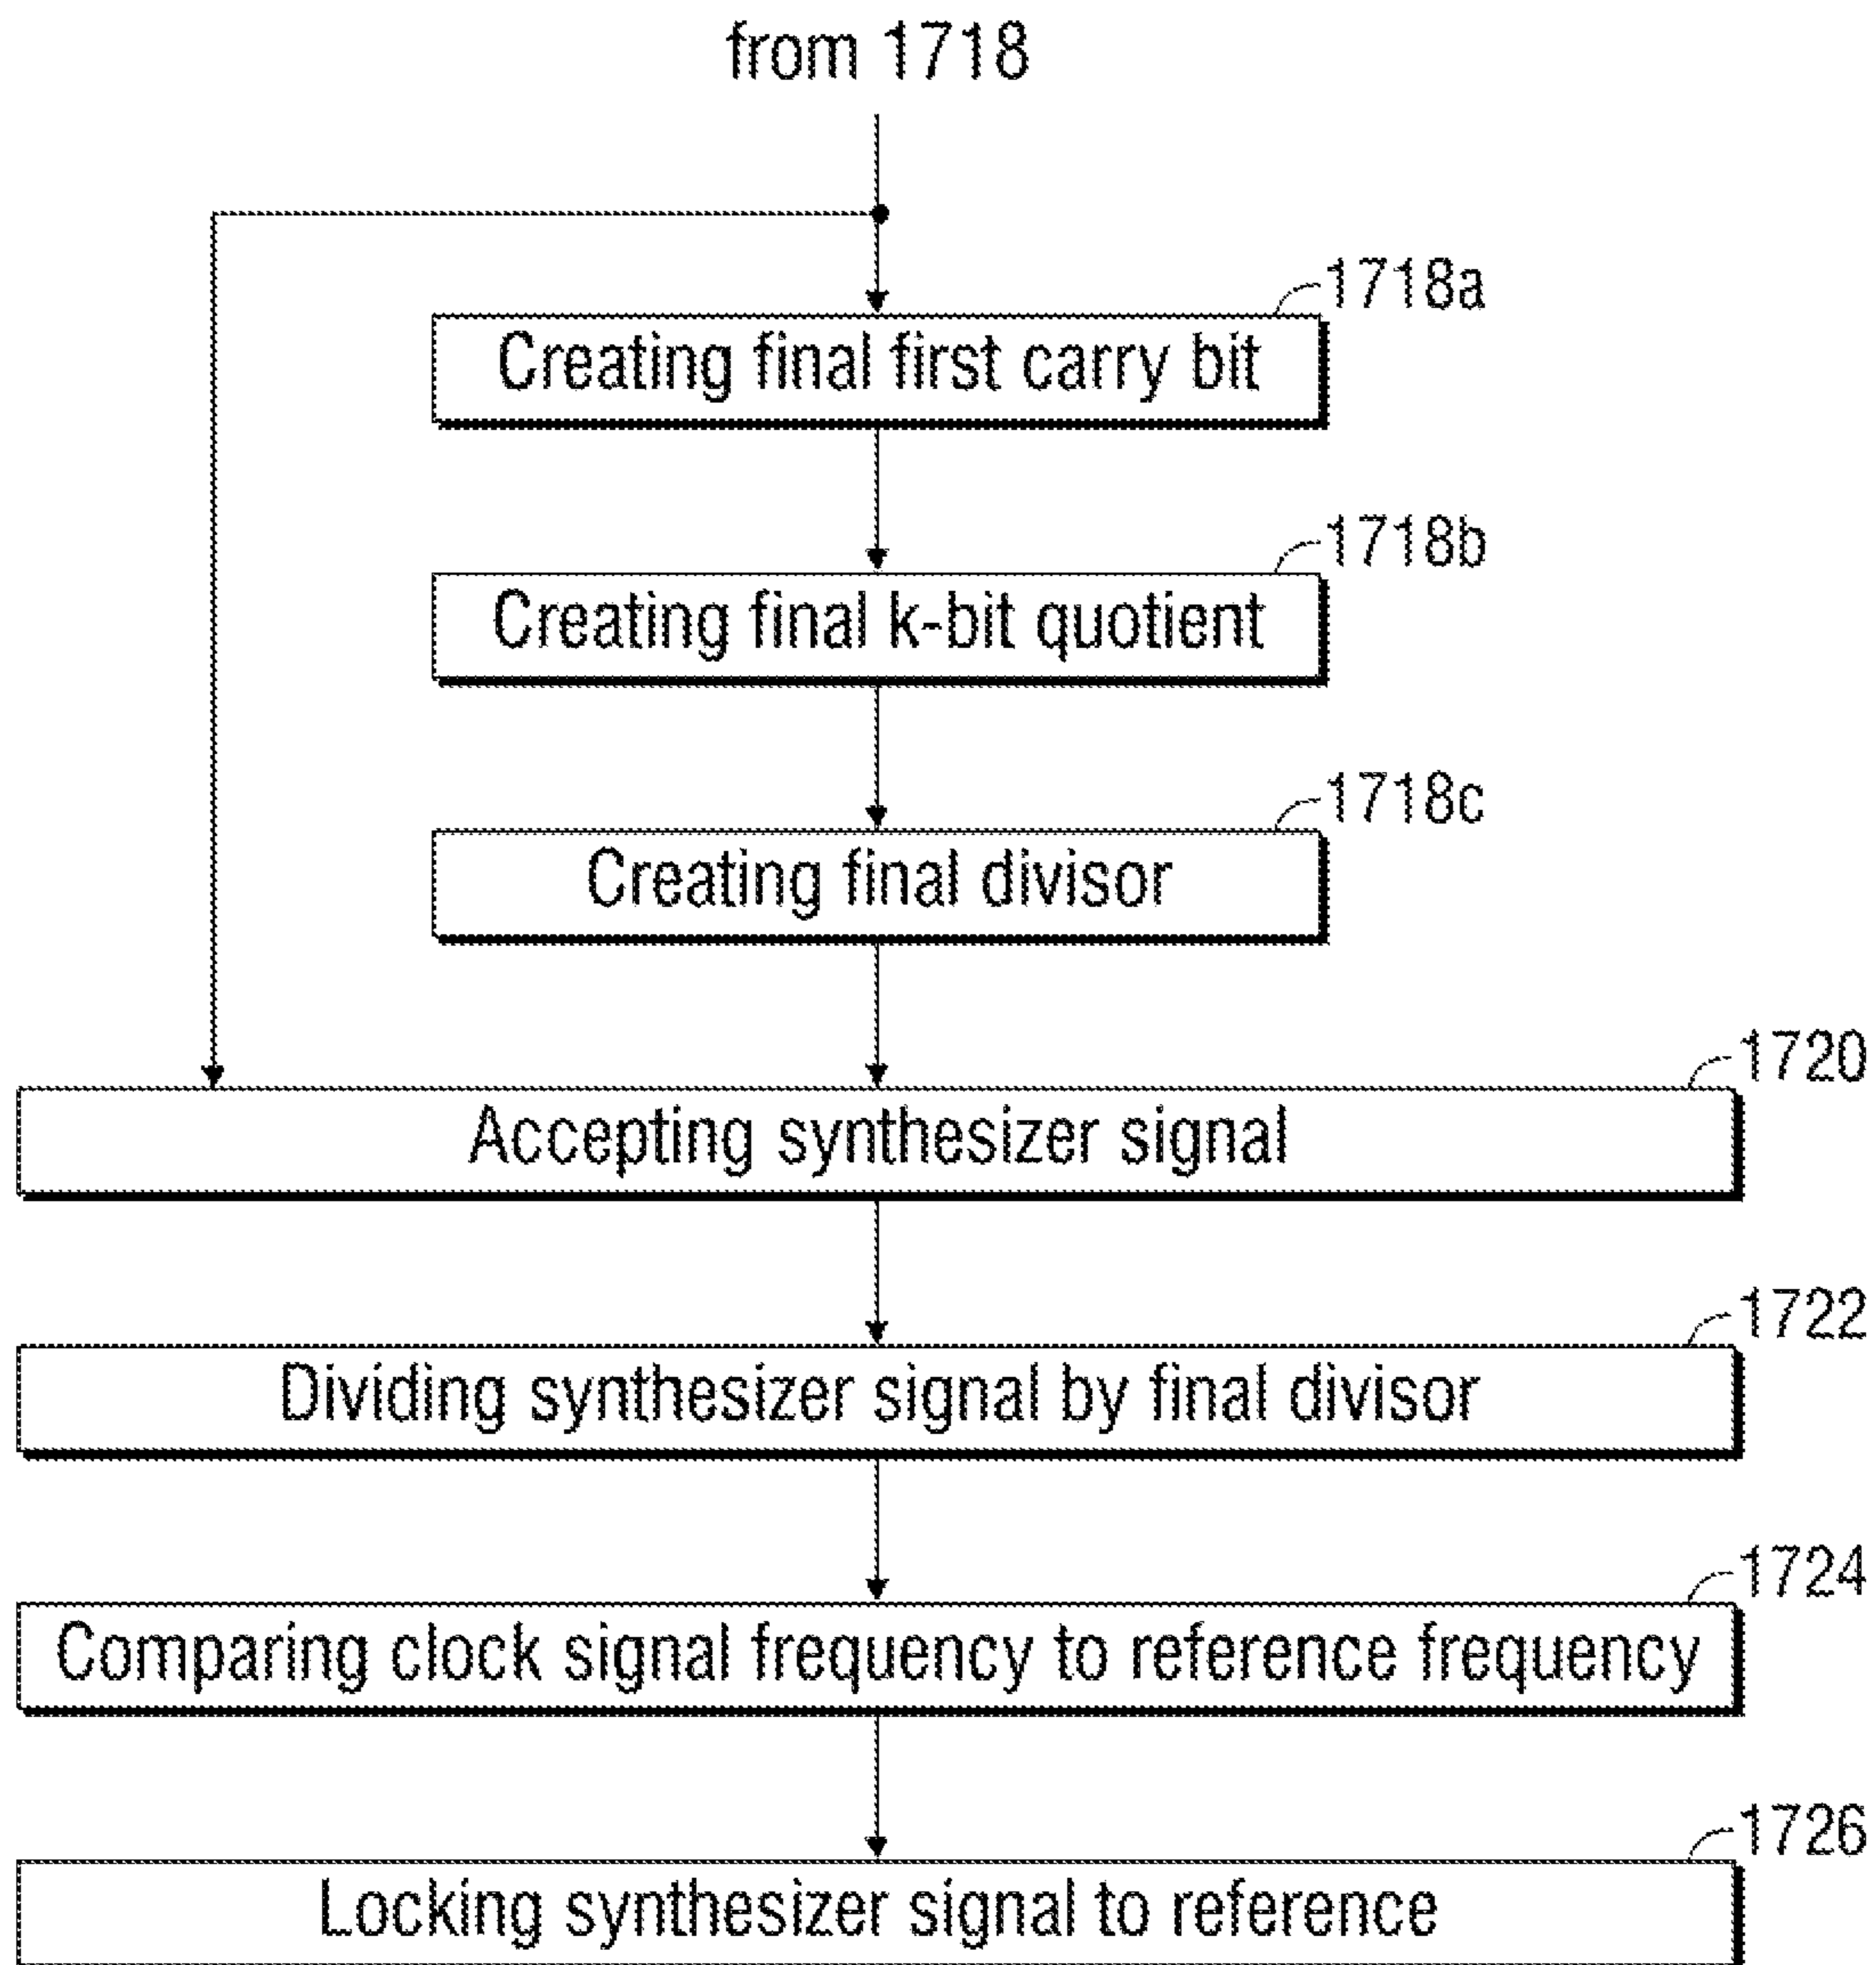 from 1718
1718a
Creating final first carry bit
1718b
Creating final k-bit quotient
1718c
Creating final divisor
1720
Accepting synthesizer signal
1722
Dividing synthesizer signal by final divisor
1724
Comparing clock signal frequency to reference frequency
1726
Locking synthesizer signal to reference